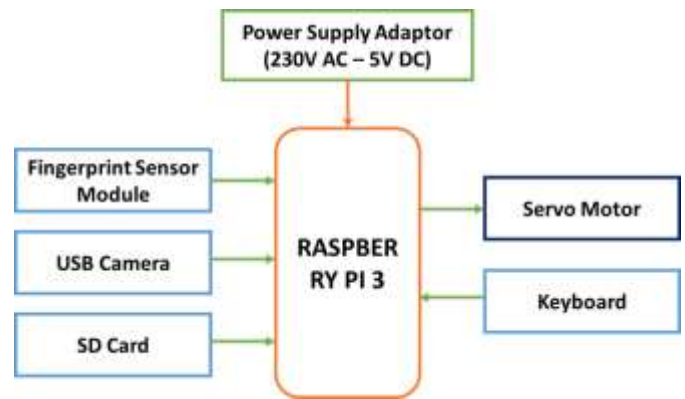 Power Supply Adaptor
(230V AC – 5V DC)
Fingerprint Sensor
Module
USB Camera
SD Card
RASPBER
RY PI 3
Servo Motor
Keyboard